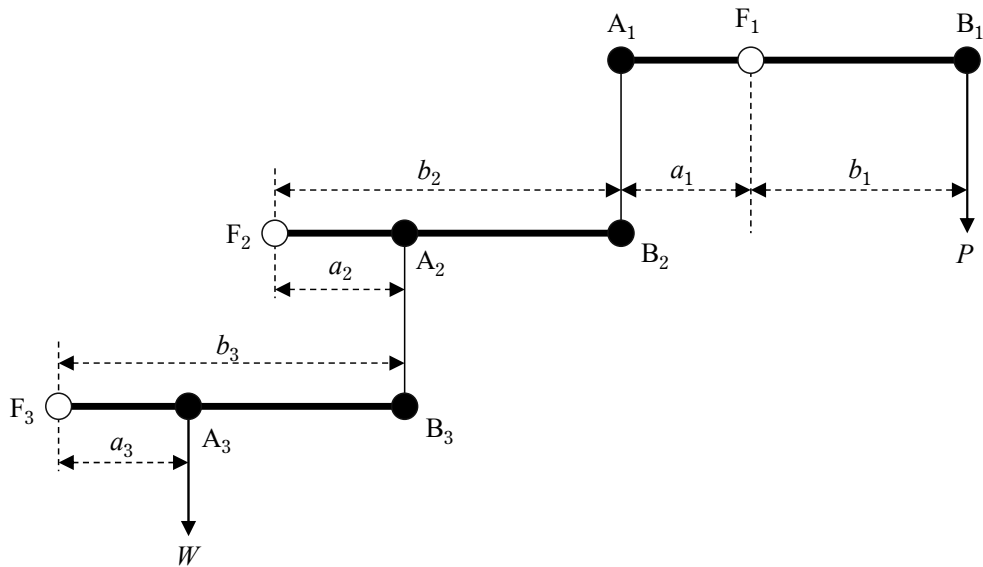 A₁ F₁ B₁
b₂ a₁ b₁
F₂ A₂ B₂ P
a₂
b₃
F₃ A₃ B₃
a₃
W